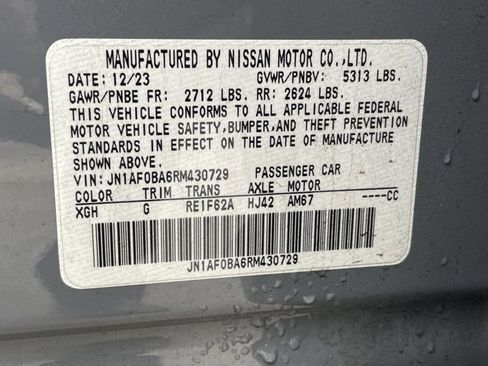 MANUFACTURED BY NISSAN MOTOR CO.,LTD.
DATE: 12/23 GVWR/PNBV: 5313 LBS.
GAWR/PNBE FR: 2712 LBS. RR: 2624 LBS.
THIS VEHICLE CONFORMS TO ALL APPLICABLE FEDERAL
MOTOR VEHICLE SAFETY, BUMPER, AND THEFT PREVENTION
STANDARDS IN EFFECT ON THE DATE OF MANUFACTURE
SHOWN ABOVE.
VIN: JN1AF0BA6RM430729 PASSENGER CAR
COLOR TRIM TRANS AXLE MOTOR
XGH G RE1F62A HJ42 AM67 ----CC
JN1AF0BA6RM430729